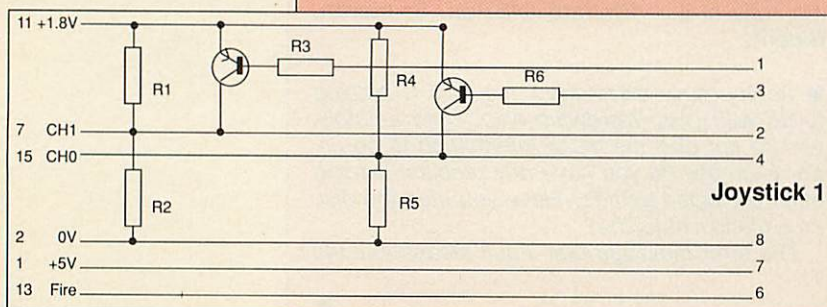 11 +1.8V
R3
1
R1
R4
R6
3
7 CH1
2
15 CH0
4
Joystick 1
R2
R5
2 0V
8
1 +5V
7
13 Fire
6